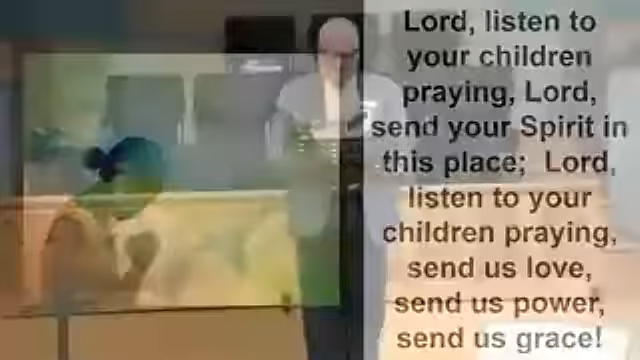 Lord, listen to
your children
praying, Lord,
send your Spirit in
this place;  Lord,
listen to your
children praying,
send us love,
send us power,
send us grace!